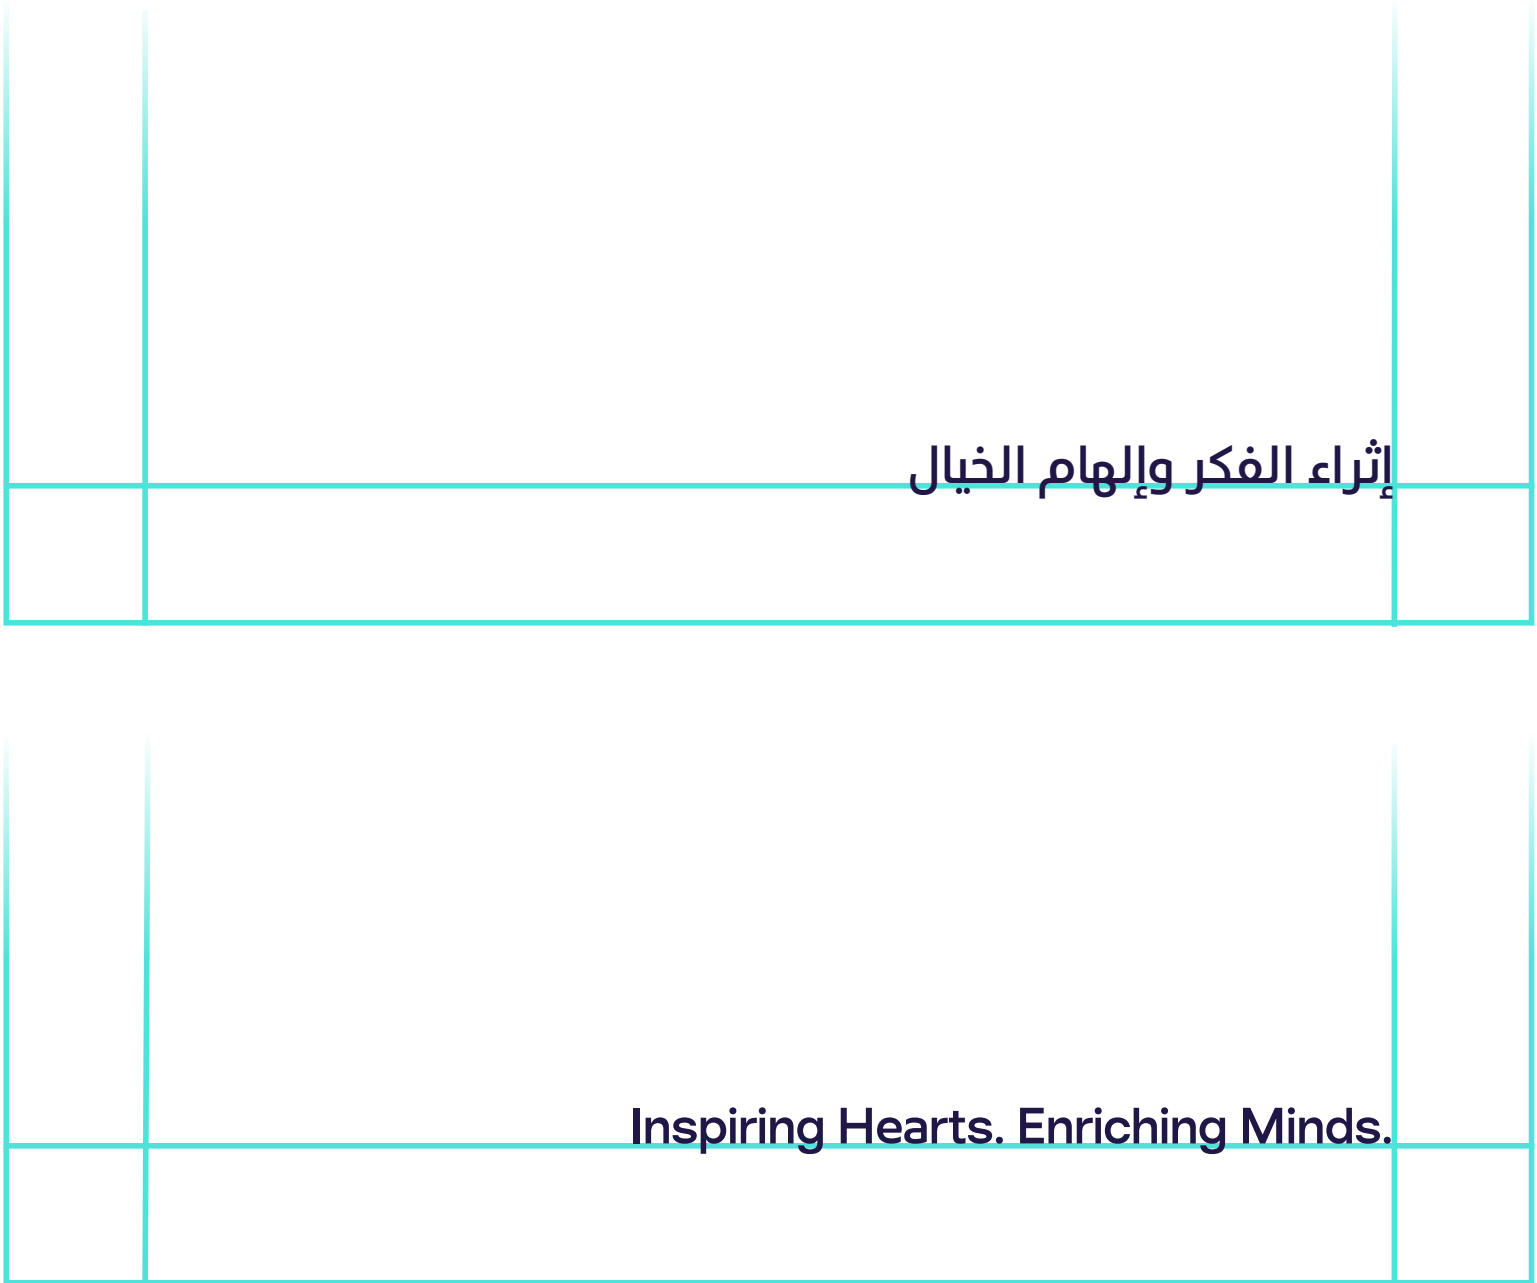 إثراء الفكر وإلهام الخيال
Inspiring Hearts. Enriching Minds.